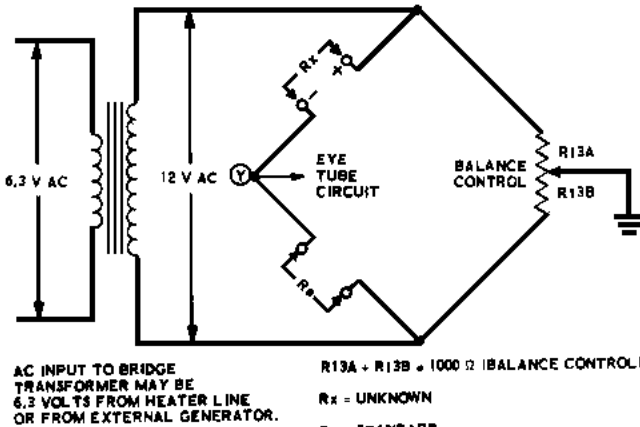 Rx
+
-
6.3 V AC
12 V AC
Y
EYE
TUBE
CIRCUIT
BALANCE
CONTROL
R13A
R13B
AC INPUT TO BRIDGE
TRANSFORMER MAY BE
6.3 VOLTS FROM HEATER LINE
OR FROM EXTERNAL GENERATOR.
R13A + R13B = 1000 Ω (BALANCE CONTROL
Rx = UNKNOWN